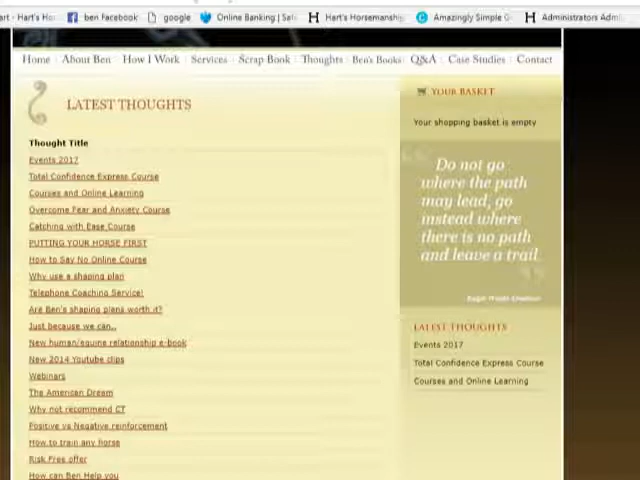 ben Facebook google Online Banking | Hart's Horsemanship Amazingly Simple G Administrators Adm
Home About Ben How I Work Services Scrap Book Thoughts Ben's Books Q&A Case Studies Contact
LATEST THOUGHTS
Thought Title
Events 2017
Total Confidence Express Course
Courses and Online Learning
Overcome Fear and Anxiety Course
Catching with Ease Course
PUTTING YOUR HORSE FIRST
How to Say No Online Course
Why use a shaping plan
Telephone Coaching Service!
Are Ben's shaping plans worth it?
Just because we can..
New human/equine relationship e-book
New 2014 Youtube clips
Webinars
The American Dream
Why not recommend CT
Positive vs Negative reinforcement
How to train any horse
Risk Free offer
How can Ben Help you
YOUR BASKET
Your shopping basket is empty
Do not go
where the path
may lead, go
instead where
there is no path
and leave a trail
LATEST THOUGHTS
Events 2017
Total Confidence Express Course
Courses and Online Learning